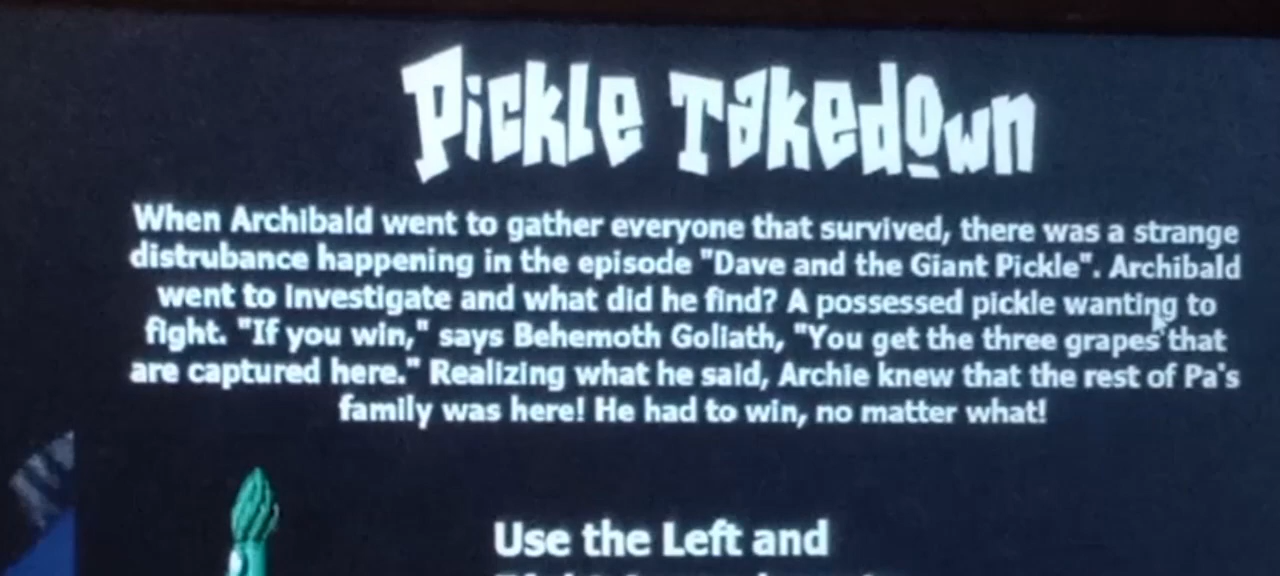 Pickle Takedown
When Archibald went to gather everyone that survived, there was a strange
distrubance happening in the episode "Dave and the Giant Pickle". Archibald
went to investigate and what did he find? A possessed pickle wanting to
fight. "If you win," says Behemoth Goliath, "You get the three grapes that
are captured here." Realizing what he said, Archie knew that the rest of Pa's
family was here! He had to win, no matter what!
Use the Left and